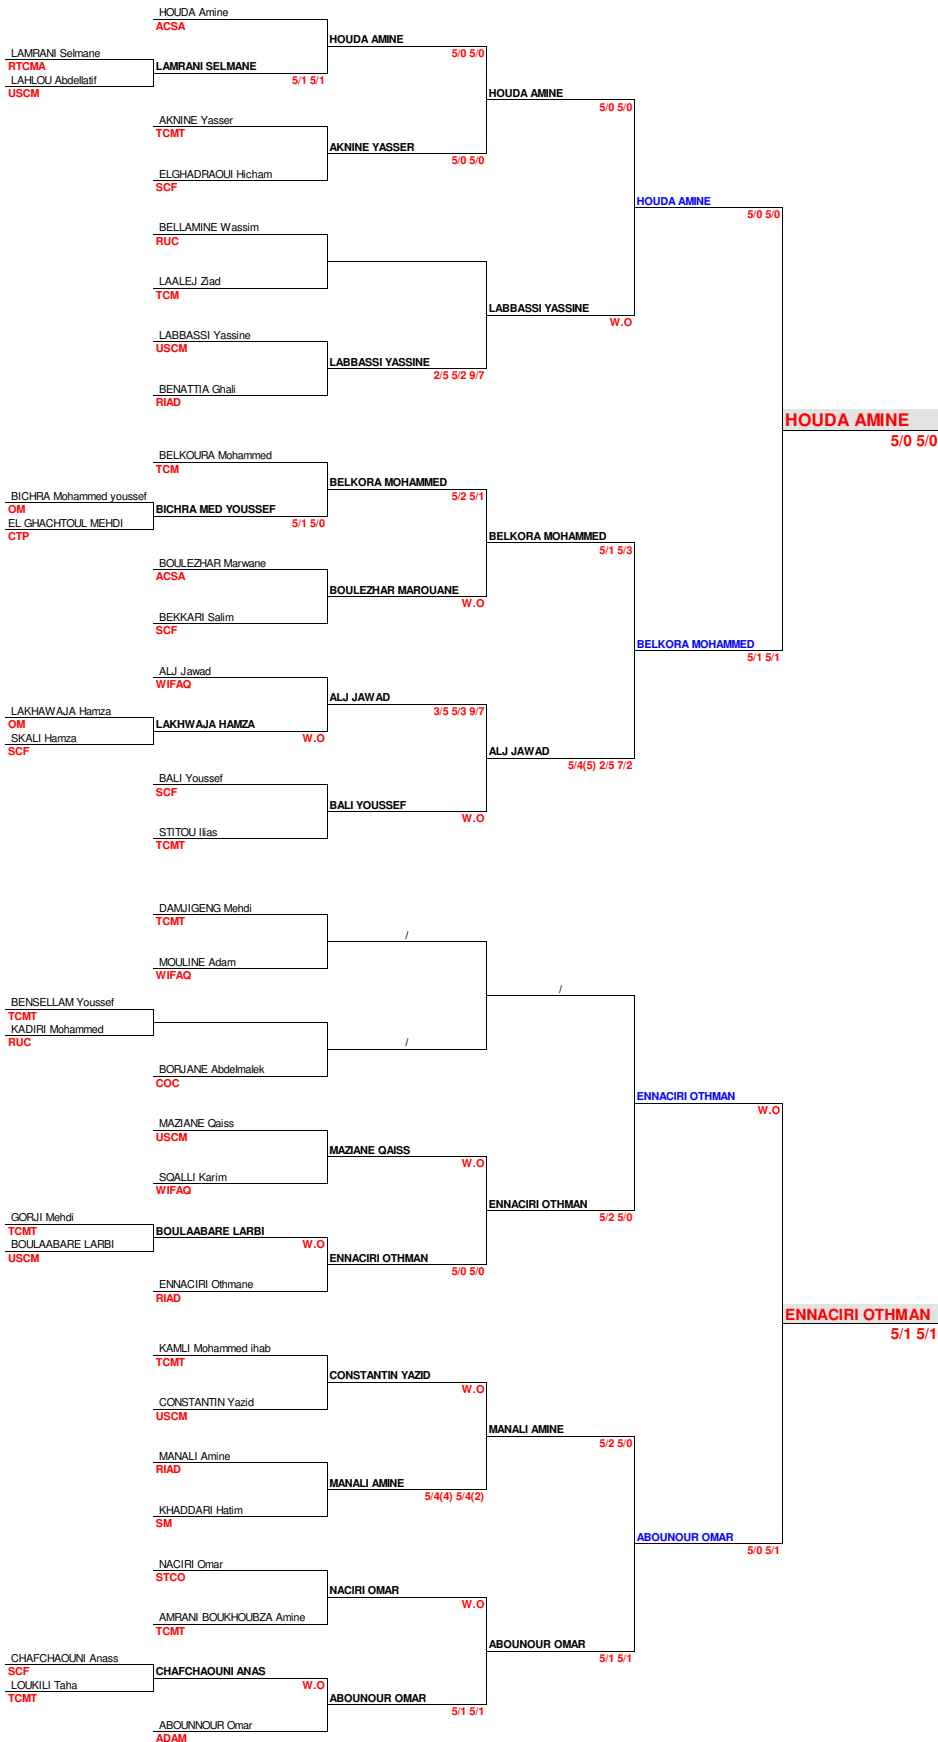 HOUDA Amine
ACSA
HOUDA AMINE
LAMRANI Selmane
5/0 5/0
RTCMA
LAMRANI SELMANE
LAHLOU Abdellatif
5/1 5/1
USCM
HOUDA AMINE
5/0 5/0
AKNINE Yasser
TCMT
AKNINE YASSER
5/0 5/0
ELGHADRAOUI Hicham
SCF
HOUDA AMINE
5/0 5/0
BELLAMINE Wassim
RUC
LAALEJ Ziad
TCM
LABBASSI YASSINE
W.O
LABBASSI Yassine
USCM
LABBASSI YASSINE
2/5 5/2 9/7
BENATTIA Ghali
RIAD
HOUDA AMINE
5/0 5/0
BELKOURA Mohammed
TCM
BELKORA MOHAMMED
5/2 5/1
BICHRA Mohammed youssef
OM
BICHRA MED YOUSSEF
EL GHACHTOUL MEHDI
5/1 5/0
CTP
BELKORA MOHAMMED
5/1 5/3
BOULEZHAR Marwane
ACSA
BOULEZHAR MAROUANE
W.O
BEKKARI Salim
SCF
BELKORA MOHAMMED
5/1 5/1
ALJ Jawad
WIFAQ
ALJ JAWAD
3/5 5/3 9/7
LAKHAWAJA Hamza
OM
LAKHWAJA HAMZA
SKALI Hamza
W.O
SCF
ALJ JAWAD
5/4(5) 2/5 7/2
BALI Youssef
SCF
BALI YOUSSEF
W.O
STITOU Ilias
TCMT
DAMJIGENG Mehdi
TCMT
/
MOULINE Adam
WIFAQ
/
BENSELLAM Youssef
TCMT
KADIRI Mohammed
RUC
/
BORJANE Abdelmalek
COC
ENNACIRI OTHMAN
W.O
MAZIANE Qaiss
USCM
MAZIANE QAISS
W.O
SQALLI Karim
WIFAQ
ENNACIRI OTHMAN
5/2 5/0
GORJI Mehdi
TCMT
BOULAABARE LARBI
BOULAABARE LARBI
W.O
USCM
ENNACIRI OTHMAN
5/0 5/0
ENNACIRI Othmane
RIAD
ENNACIRI OTHMAN
5/1 5/1
KAMLI Mohammed ihab
TCMT
CONSTANTIN YAZID
W.O
CONSTANTIN Yazid
USCM
MANALI AMINE
5/2 5/0
MANALI Amine
RIAD
MANALI AMINE
5/4(4) 5/4(2)
KHADDARI Hatim
SM
ABOUNOUR OMAR
5/0 5/1
NACIRI Omar
STCO
NACIRI OMAR
W.O
AMRANI BOUKHOUBZA Amine
TCMT
ABOUNOUR OMAR
5/1 5/1
CHAFCHAOUNI Anass
SCF
CHAFCHAOUNI ANAS
LOUKILI Taha
W.O
TCMT
ABOUNOUR OMAR
5/1 5/1
ABOUNNOUR Omar
ADAM